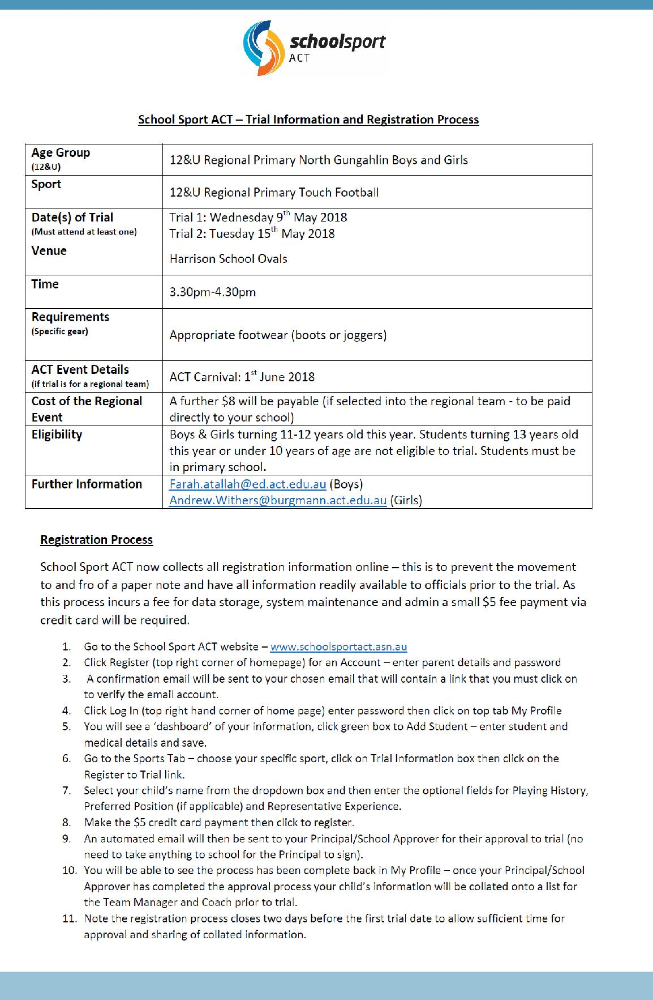 schoolsport
ACT
School Sport ACT – Trial Information and Registration Process
Age Group
(12&U)
12&U Regional Primary North Gungahlin Boys and Girls
Sport
12&U Regional Primary Touch Football
Date(s) of Trial
(Must attend at least one)
Trial 1: Wednesday 9th May 2018
Trial 2: Tuesday 15th May 2018
Venue
Harrison School Ovals
Time
3.30pm-4.30pm
Requirements
(Specific gear)
Appropriate footwear (boots or joggers)
ACT Event Details
(if trial is for a regional team)
ACT Carnival: 1st June 2018
Cost of the Regional
Event
A further $8 will be payable (if selected into the regional team - to be paid
directly to your school)
Eligibility
Boys & Girls turning 11-12 years old this year. Students turning 13 years old
this year or under 10 years of age are not eligible to trial. Students must be
in primary school.
Further Information
Farah.atallah@ed.act.edu.au (Boys)
Andrew.Withers@burgmann.act.edu.au (Girls)
Registration Process
School Sport ACT now collects all registration information online – this is to prevent the movement
to and fro of a paper note and have all information readily available to officials prior to the trial. As
this process incurs a fee for data storage, system maintenance and admin a small $5 fee payment via
credit card will be required.
1. Go to the School Sport ACT website – www.schoolsportact.asn.au
2. Click Register (top right corner of homepage) for an Account – enter parent details and password
3. A confirmation email will be sent to your chosen email that will contain a link that you must click on
to verify the email account.
4. Click Log In (top right hand corner of home page) enter password then click on top tab My Profile
5. You will see a ‘dashboard’ of your information, click green box to Add Student – enter student and
medical details and save.
6. Go to the Sports Tab – choose your specific sport, click on Trial Information box then click on the
Register to Trial link.
7. Select your child’s name from the dropdown box and then enter the optional fields for Playing History,
Preferred Position (if applicable) and Representative Experience.
8. Make the $5 credit card payment then click to register.
9. An automated email will then be sent to your Principal/School Approver for their approval to trial (no
need to take anything to school for the Principal to sign).
10. You will be able to see the process has been complete back in My Profile – once your Principal/School
Approver has completed the approval process your child’s information will be collated onto a list for
the Team Manager and Coach prior to trial.
11. Note the registration process closes two days before the first trial date to allow sufficient time for
approval and sharing of collated information.